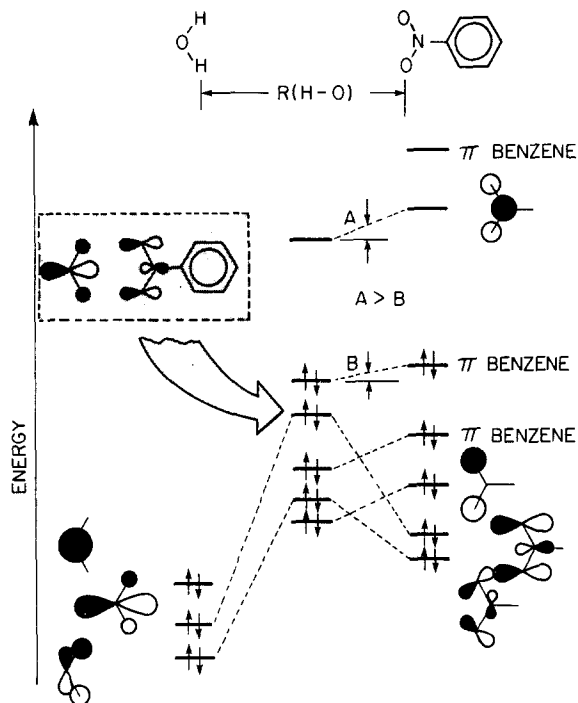 H
O
H
O
N
O
R(H-O)
π BENZENE
A
A > B
B
π BENZENE
π BENZENE
ENERGY